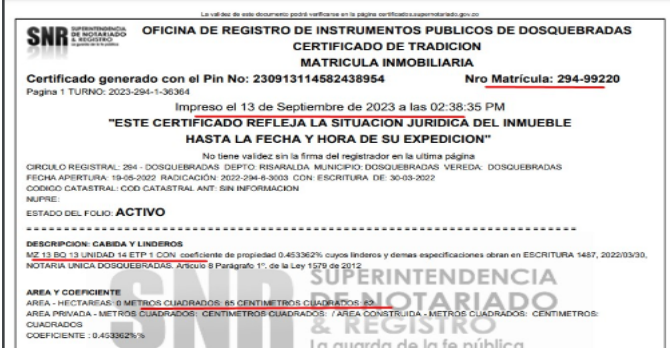 La validez de este documento podrá verificarse en la página certificados.supernotariado.gov.co
SNR SUPERINTENDENCIA DE NOTARIADO & REGISTRO
La guarda de la fe pública
OFICINA DE REGISTRO DE INSTRUMENTOS PUBLICOS DE DOSQUEBRADAS
CERTIFICADO DE TRADICION
MATRICULA INMOBILIARIA
Certificado generado con el Pin No: 230913114582438954 Nro Matrícula: 294-99220
Pagina 1 TURNO: 2023-294-1-36364
Impreso el 13 de Septiembre de 2023 a las 02:38:35 PM
"ESTE CERTIFICADO REFLEJA LA SITUACION JURIDICA DEL INMUEBLE
HASTA LA FECHA Y HORA DE SU EXPEDICION"
No tiene validez sin la firma del registrador en la ultima página
CIRCULO REGISTRAL: 294 - DOSQUEBRADAS DEPTO: RISARALDA MUNICIPIO: DOSQUEBRADAS VEREDA: DOSQUEBRADAS
FECHA APERTURA: 19-05-2022 RADICACIÓN: 2022-294-6-3003 CON: ESCRITURA DE: 30-03-2022
CODIGO CATASTRAL: COD CATASTRAL ANT: SIN INFORMACION
NUPRE:
ESTADO DEL FOLIO: ACTIVO
DESCRIPCION: CABIDA Y LINDEROS
MZ 13 BQ 13 UNIDAD 14 ETP 1 CON coeficiente de propiedad 0.453362% cuyos linderos y demas especificaciones obran en ESCRITURA 1487, 2022/03/30,
NOTARIA UNICA DOSQUEBRADAS. Articulo 8 Parágrafo 1º. de la Ley 1579 de 2012
AREA Y COEFICIENTE
AREA - HECTAREAS: 0 METROS CUADRADOS: 65 CENTIMETROS CUADRADOS: 62
AREA PRIVADA - METROS CUADRADOS: CENTIMETROS CUADRADOS: / AREA CONSTRUIDA - METROS CUADRADOS: CENTIMETROS:
CUADRADOS
COEFICIENTE : 0.453362%%
SNR SUPERINTENDENCIA
DE NOTARIADO
& REGISTRO
La guarda de la fe pública